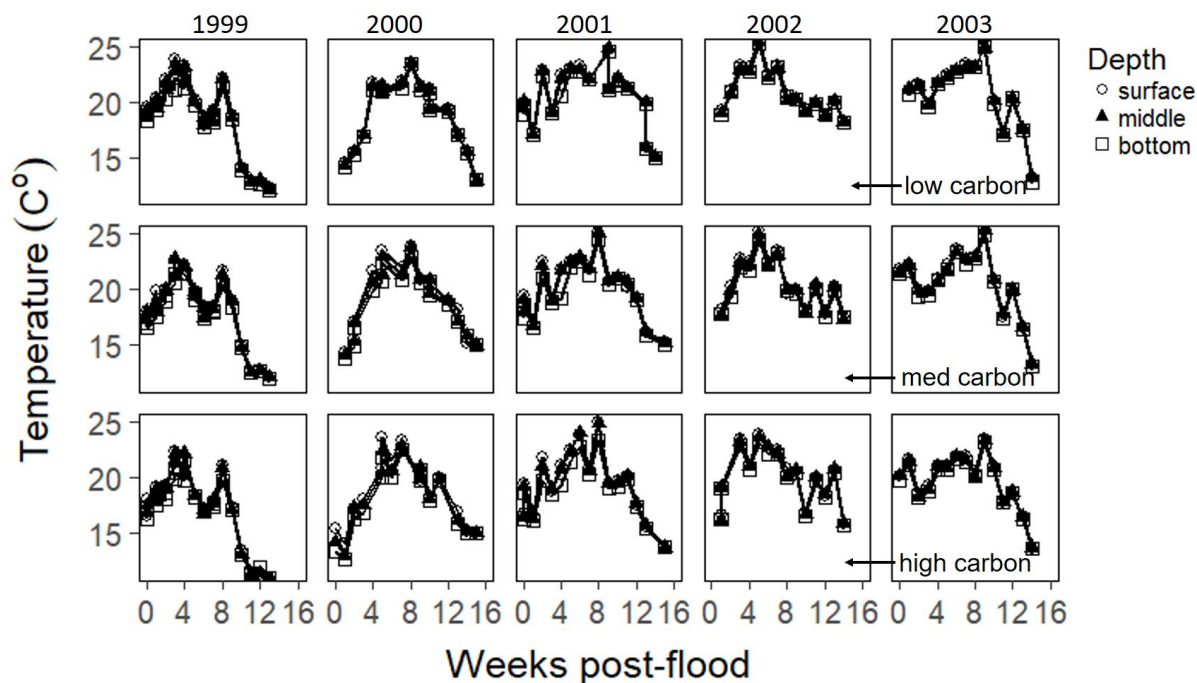 1999 2000 2001 2002 2003
Depth
surface
middle
bottom
Temperature (C°)
25
20
15
low carbon
25
20
15
med carbon
25
20
15
high carbon
0 4 8 12 16 0 4 8 12 16 0 4 8 12 16 0 4 8 12 16 0 4 8 12 16
Weeks post-flood